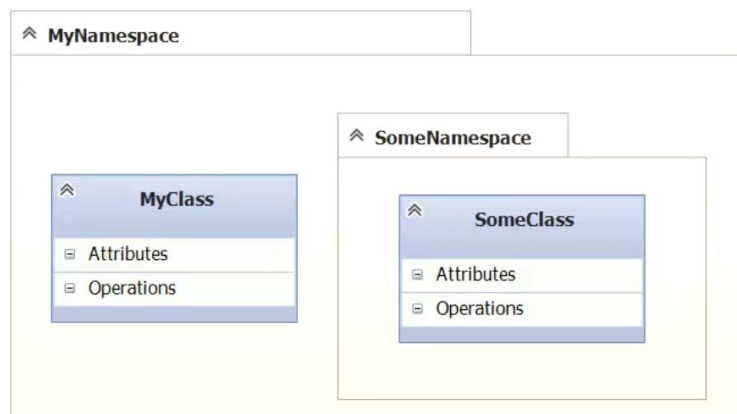 MyNamespace
SomeNamespace
MyClass
Attributes
Operations
SomeClass
Attributes
Operations